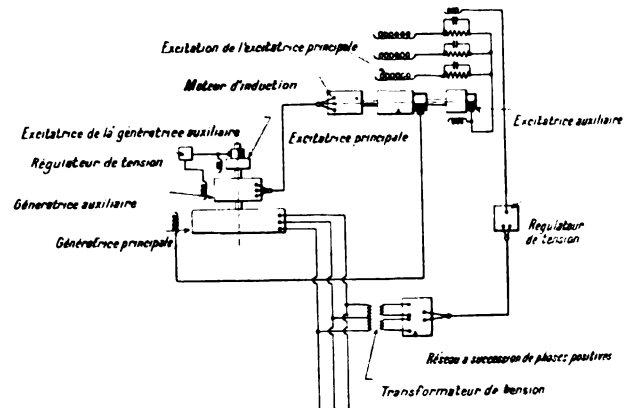 Excitation de l'excitatrice principale
Moteur d'induction
Excitatrice auxiliaire
Excitatrice de la génératrice auxiliaire
Excitatrice principale
Régulateur de tension
Géneratrice auxiliaire
Régulateur
de tension
Génératrice principale
Réseau a succession de phases positives
Transformateur de tension